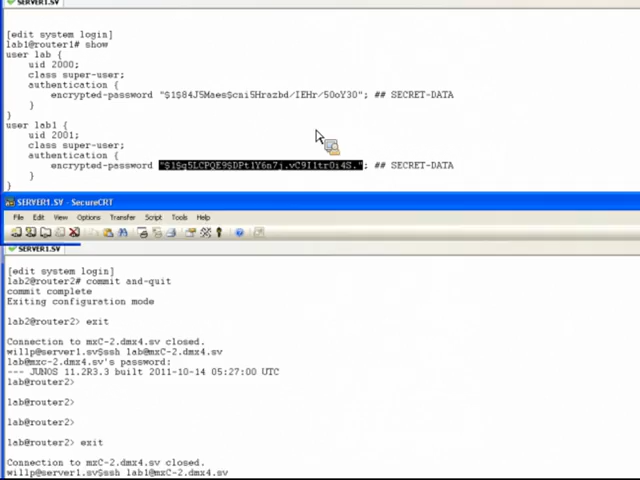 SERVER1.SV
[edit system login]
lab1@router1# show
user lab {
uid 2000;
class super-user;
authentication {
encrypted-password "$1$84J5Maes$cni5Hrazbd/IEHr/50oY30"; ## SECRET-DATA
}
}
user lab1 {
uid 2001;
class super-user;
authentication {
encrypted-password "$1$q5LCPQE9$DPt1Y6n7j.vC9I1tr0i4S."; ## SECRET-DATA
}
}
SERVER1.SV - SecureCRT
File Edit View Options Transfer Script Tools Help
SERVER1.SV
[edit system login]
lab2@router2# commit and-quit
commit complete
Exiting configuration mode
lab2@router2> exit
Connection to mxC-2.dmx4.sv closed.
willp@server1.sv$ssh lab@mxC-2.dmx4.sv
lab@mxc-2.dmx4.sv's password:
--- JUNOS 11.2R3.3 built 2011-10-14 05:27:00 UTC
lab@router2>
lab@router2>
lab@router2>
lab@router2> exit
Connection to mxC-2.dmx4.sv closed.
willp@server1.sv$ssh lab1@mxC-2.dmx4.sv